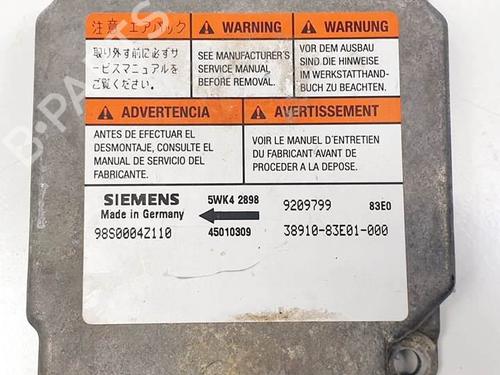 注意 エアバック
取り外す前に必ずサ
ービスマニュアルを
ご覧ください。
WARNING
SEE MANUFACTURER'S
SERVICE MANUAL
BEFORE REMOVAL.
WARNUNG
VOR DEM AUSBAU
SIND DIE HINWEISE
IM WERKSTATTHAND-
BUCH ZU BEACHTEN.
ADVERTENCIA
ANTES DE EFECTUAR EL
DESMONTAJE, CONSULTE EL
MANUAL DE SERVICIO DEL
FABRICANTE.
AVERTISSEMENT
VOIR LE MANUEL D'ENTRETIEN
DU FABRICANT AVANT DE
PROCEDER A LA DEPOSE.
SIEMENS
Made in Germany
98S0004Z110
5WK4 2898
45010309
9209799 83E0
38910-83E01-000
B-PARTS